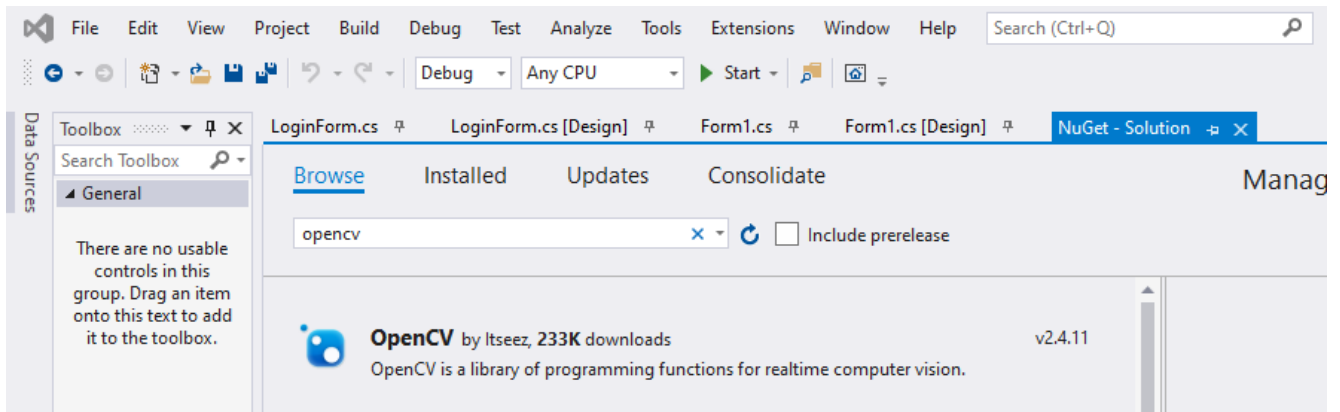 File Edit View Project Build Debug Test Analyze Tools Extensions Window Help Search (Ctrl+Q)
Debug Any CPU Start
Data Sources
Toolbox
Search Toolbox
General
There are no usable
controls in this
group. Drag an item
onto this text to add
it to the toolbox.
LoginForm.cs LoginForm.cs [Design] Form1.cs Form1.cs [Design] NuGet - Solution
Browse Installed Updates Consolidate Manag
opencv Include prerelease
OpenCV by Itseez, 233K downloads v2.4.11
OpenCV is a library of programming functions for realtime computer vision.